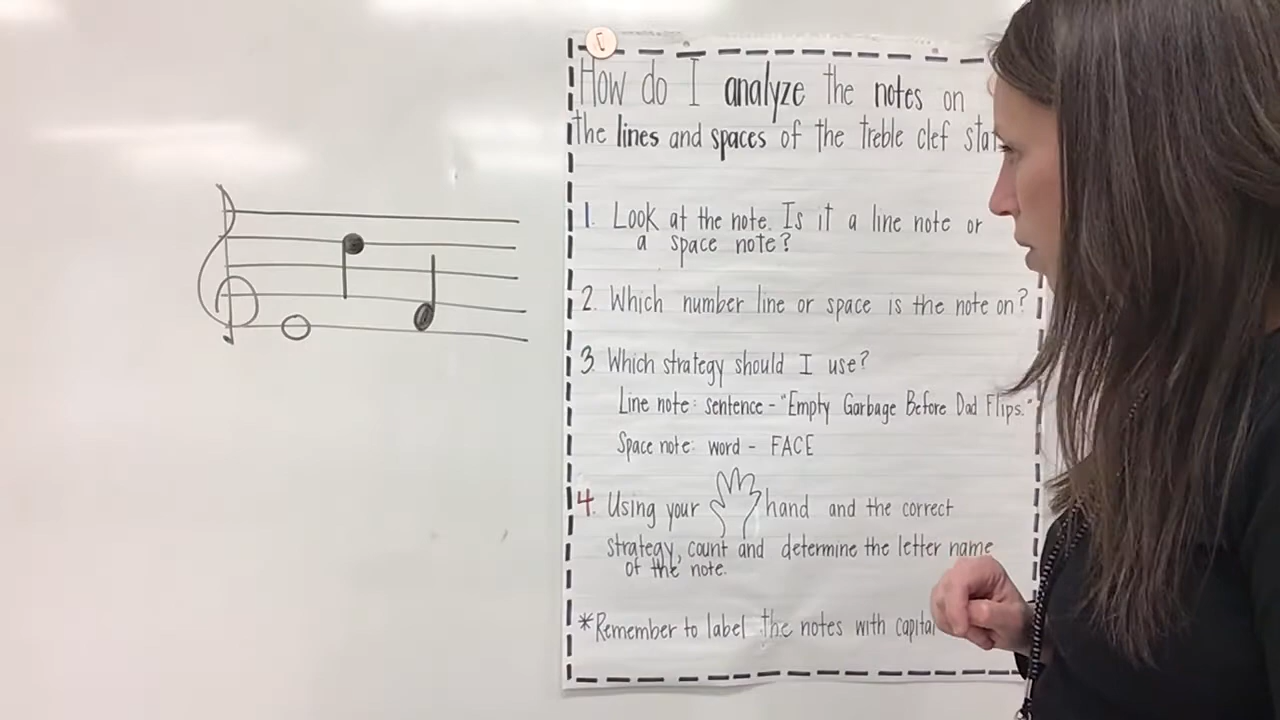 How do I analyze the notes on
the lines and spaces of the treble clef
1. Look at the note. Is it a line note or
a space note?
2. Which number line or space is the note on?
3. Which strategy should I use?
Line note: sentence - "Empty Garbage Before Dad Flips."
Space note: word - FACE
4. Using your hand and the correct
strategy, count and determine the letter name
of the note.
*Remember to label the notes with capital